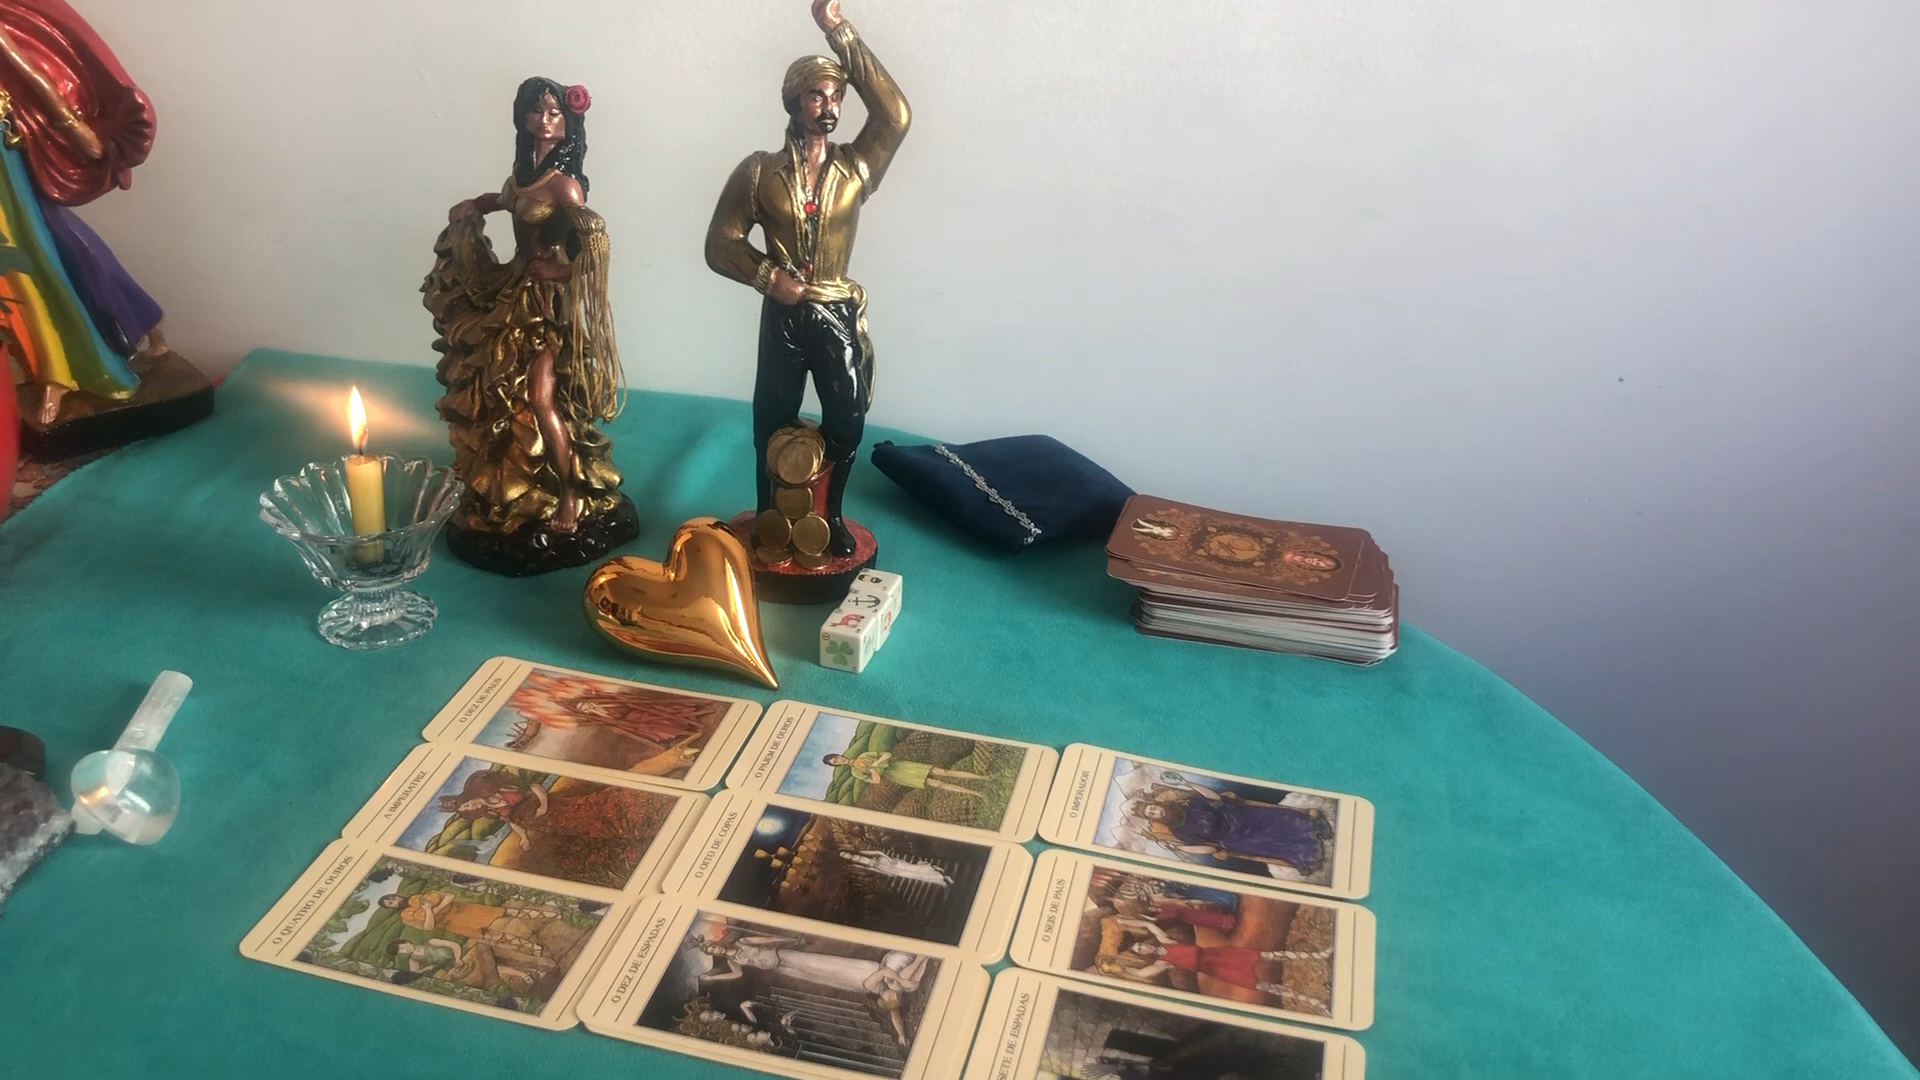 O DEZ DE PAUS
O PAJEM DE OUROS
O IMPERADOR
A IMPERATRIZ
O OITO DE COPAS
O SEIS DE PAUS
O QUATRO DE OUROS
O DEZ DE ESPADAS
SETE DE ESPADAS